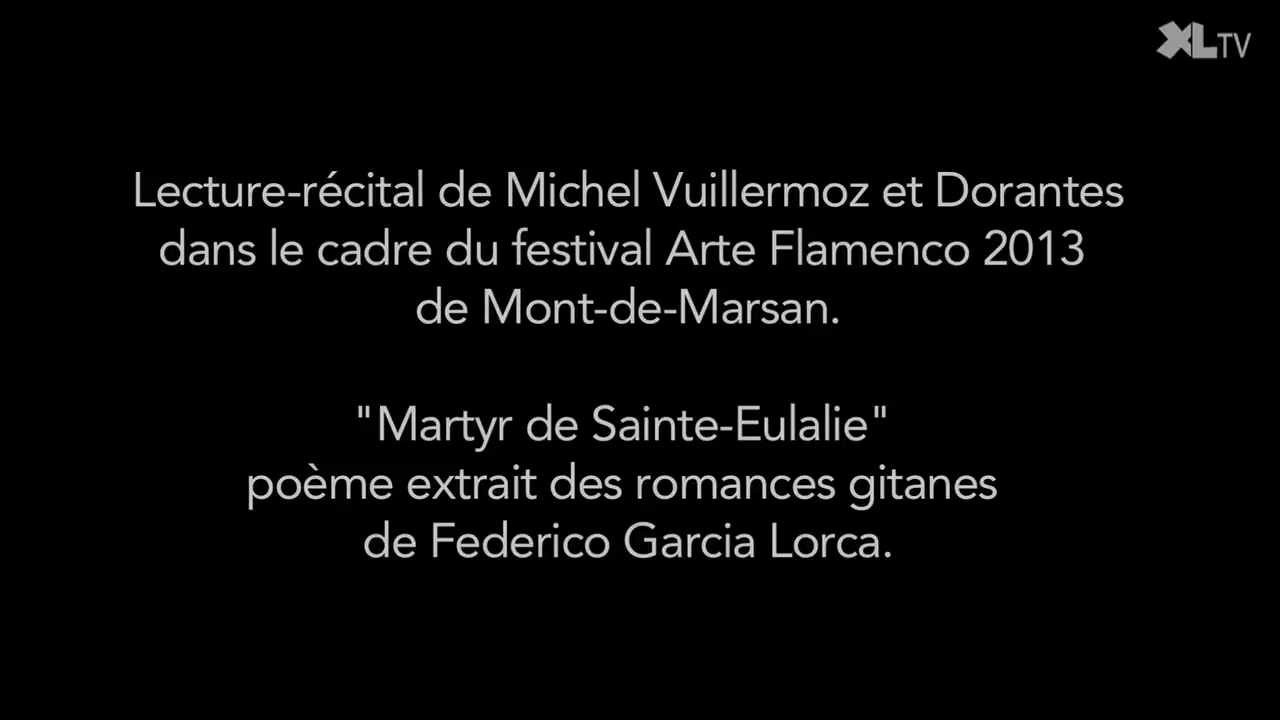 XLTV
Lecture-récital de Michel Vuillermoz et Dorantes
dans le cadre du festival Arte Flamenco 2013
de Mont-de-Marsan.
"Martyr de Sainte-Eulalie"
poème extrait des romances gitanes
de Federico Garcia Lorca.